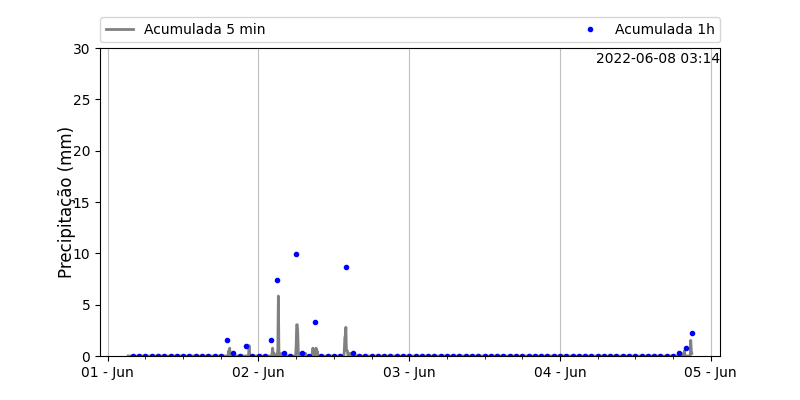 Acumulada 5 min
Acumulada 1h
2022-06-08 03:14
Precipitação (mm)
30
25
20
15
10
5
0
01 - Jun
02 - Jun
03 - Jun
04 - Jun
05 - Jun